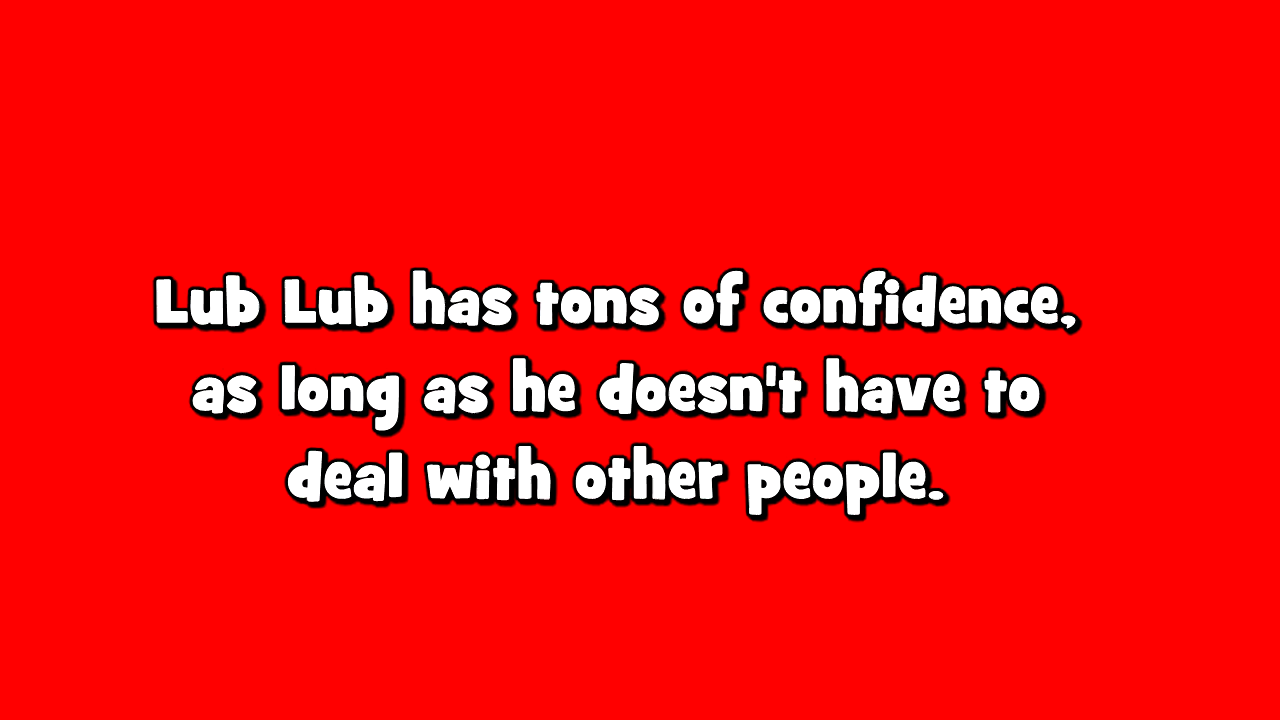 Lub Lub has tons of confidence,
as long as he doesn't have to
deal with other people.